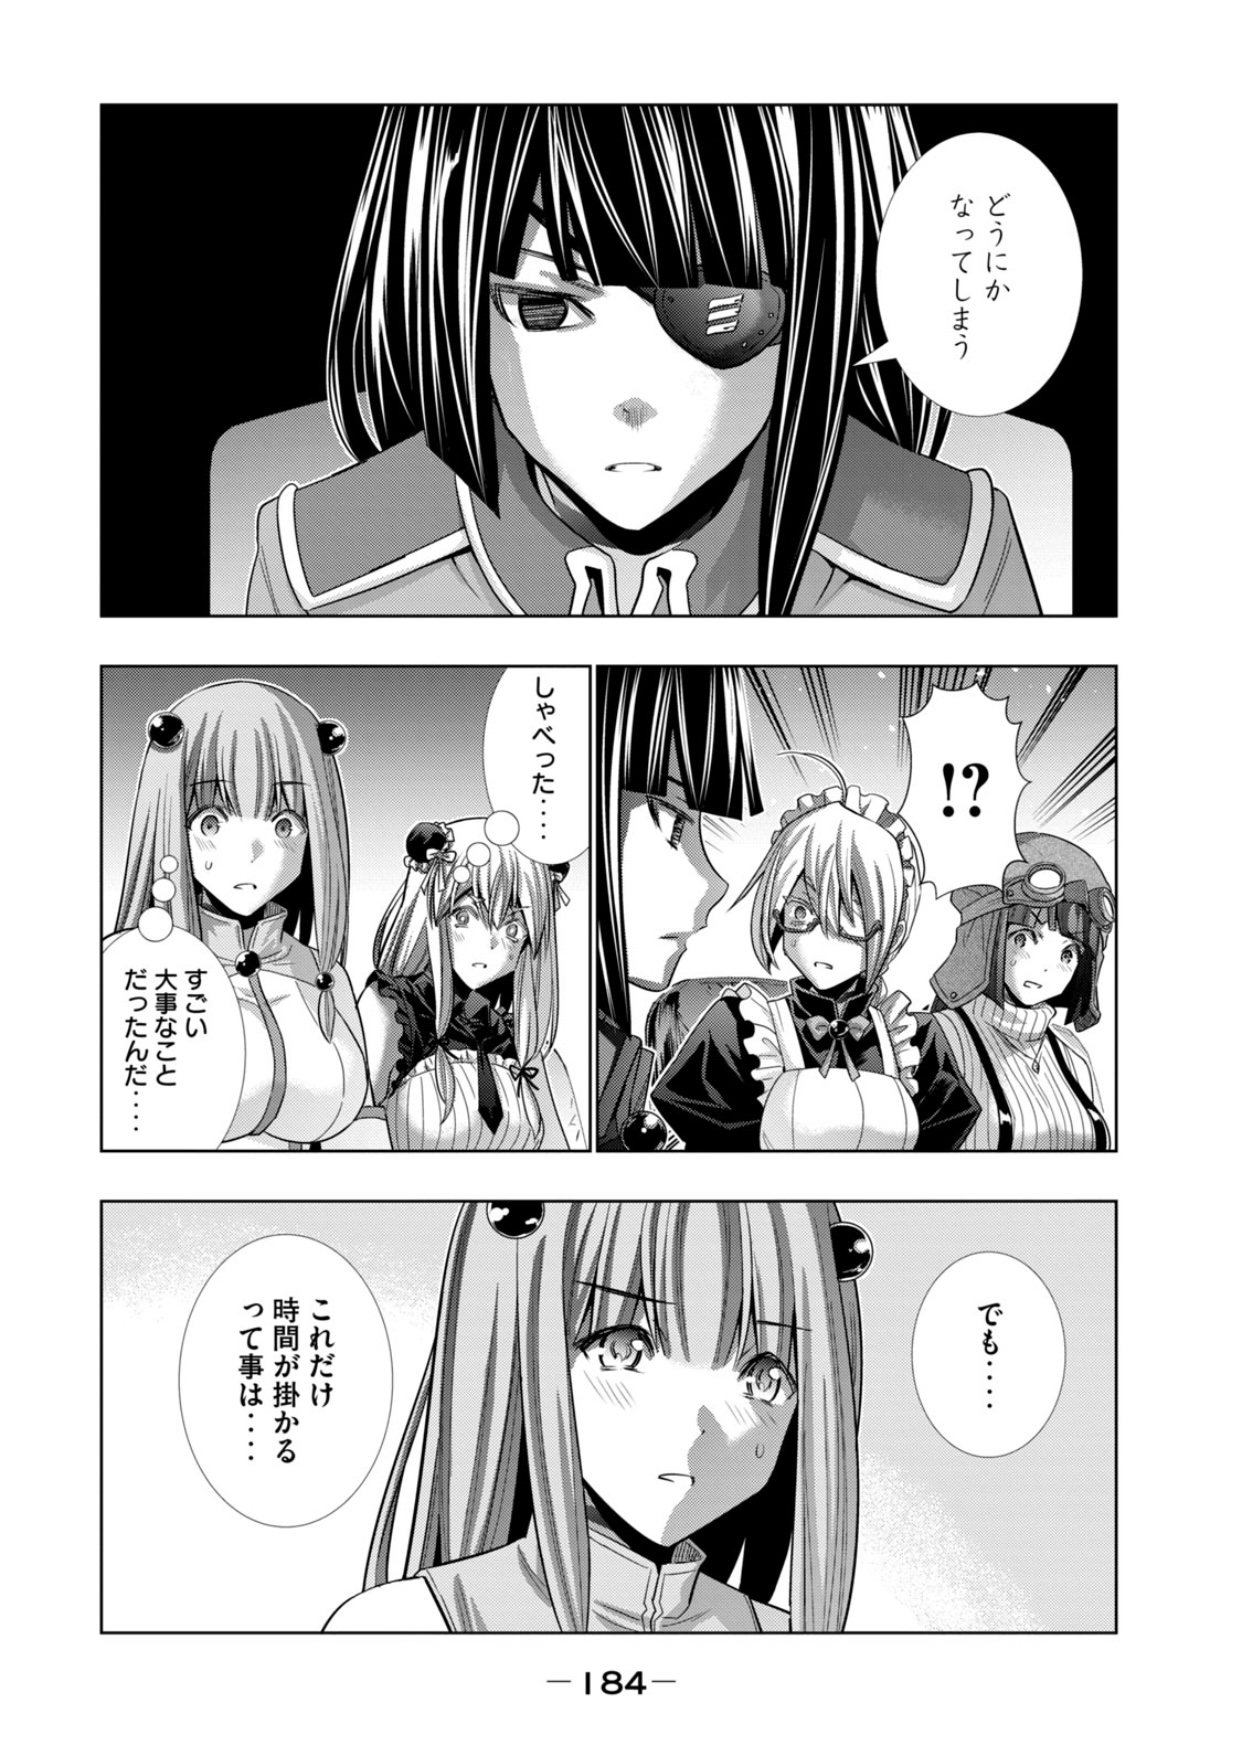 どうにか
なってしまう
!?
しゃべった‥‥
すごい
大事なこと
だったんだ‥‥
でも‥‥
これだけ
時間が掛かる
って事は‥‥
—184—